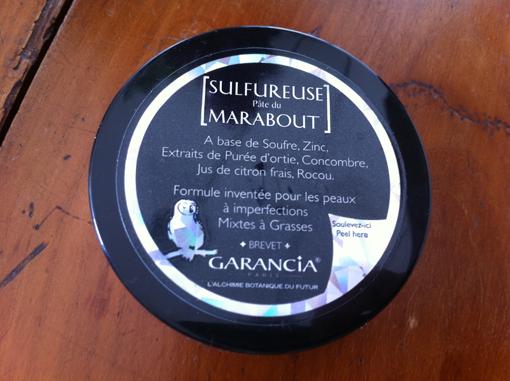 [SULFUREUSE
Pâte du
MARABOUT]
A base de Soufre, Zinc,
Extraits de Purée d'ortie, Concombre,
Jus de citron frais, Rocou.
Formule inventée pour les peaux
à imperfections
Mixtes à Grasses
Soulevez-ici
Peel here
✦ BREVET ✦
GARANCIA®
PARIS
L'ALCHIMIE BOTANIQUE DU FUTUR